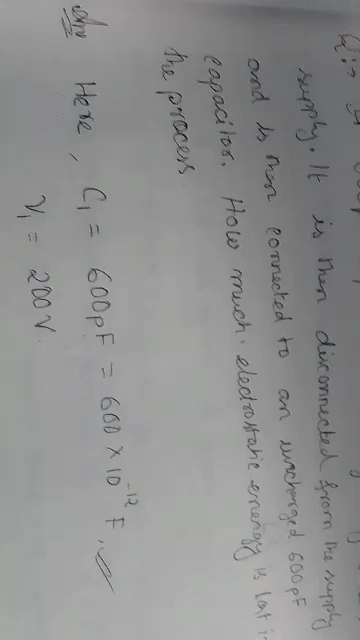 supply. It is then disconnected from the supply
and is then connected to an uncharged 600pF
capacitor. How much electrostatic energy is lost
the process.
Ans Here, C₁ = 600pF = 600 × 10⁻¹² F,
V₁ = 200V.